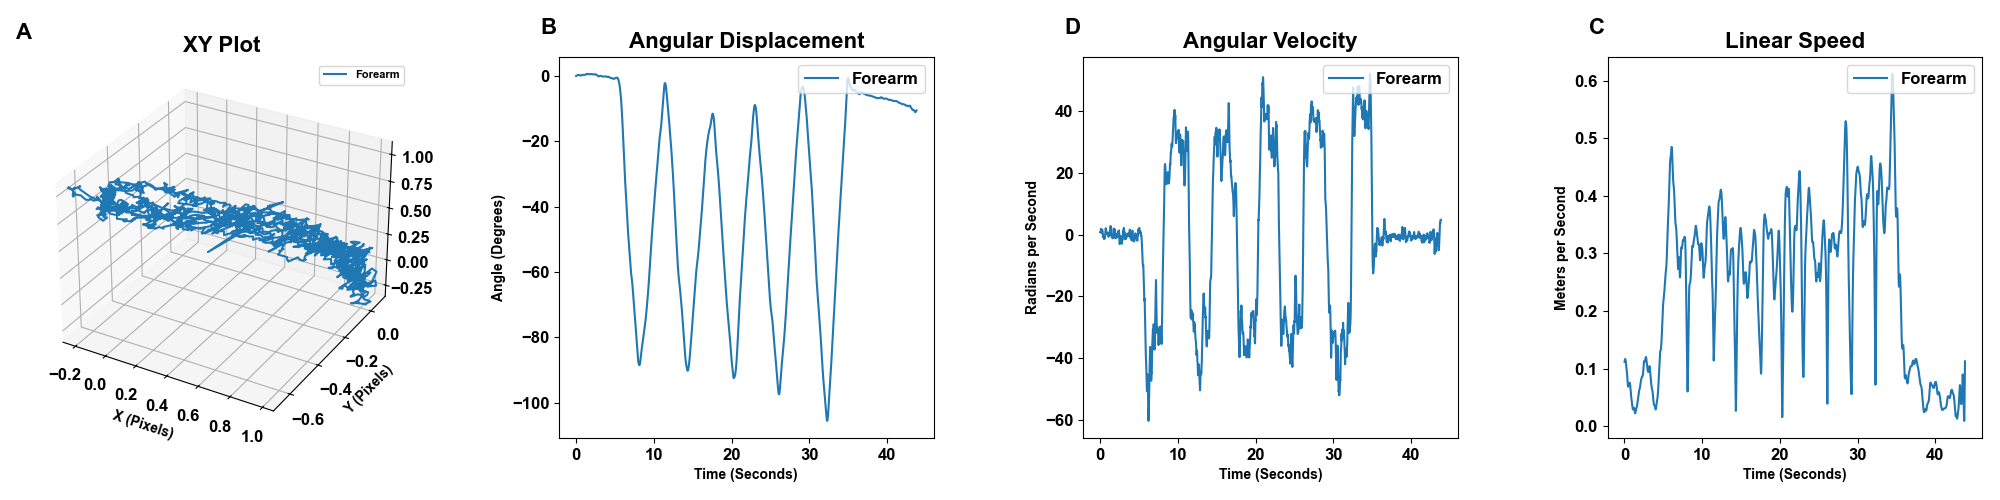 A
XY Plot
Forearm
1.00
0.75
0.50
0.25
0.00
−0.25
0.0
−0.2
−0.4
−0.6
Y (Pixels)
−0.2
0.0
0.2
0.4
0.6
0.8
1.0
X (Pixels)
B
Angular Displacement
Forearm
0
−20
−40
−60
−80
−100
Angle (Degrees)
0 10 20 30 40
Time (Seconds)
D
Angular Velocity
Forearm
40
20
0
−20
−40
−60
Radians per Second
0 10 20 30 40
Time (Seconds)
C
Linear Speed
Forearm
0.6
0.5
0.4
0.3
0.2
0.1
0.0
Meters per Second
0 10 20 30 40
Time (Seconds)